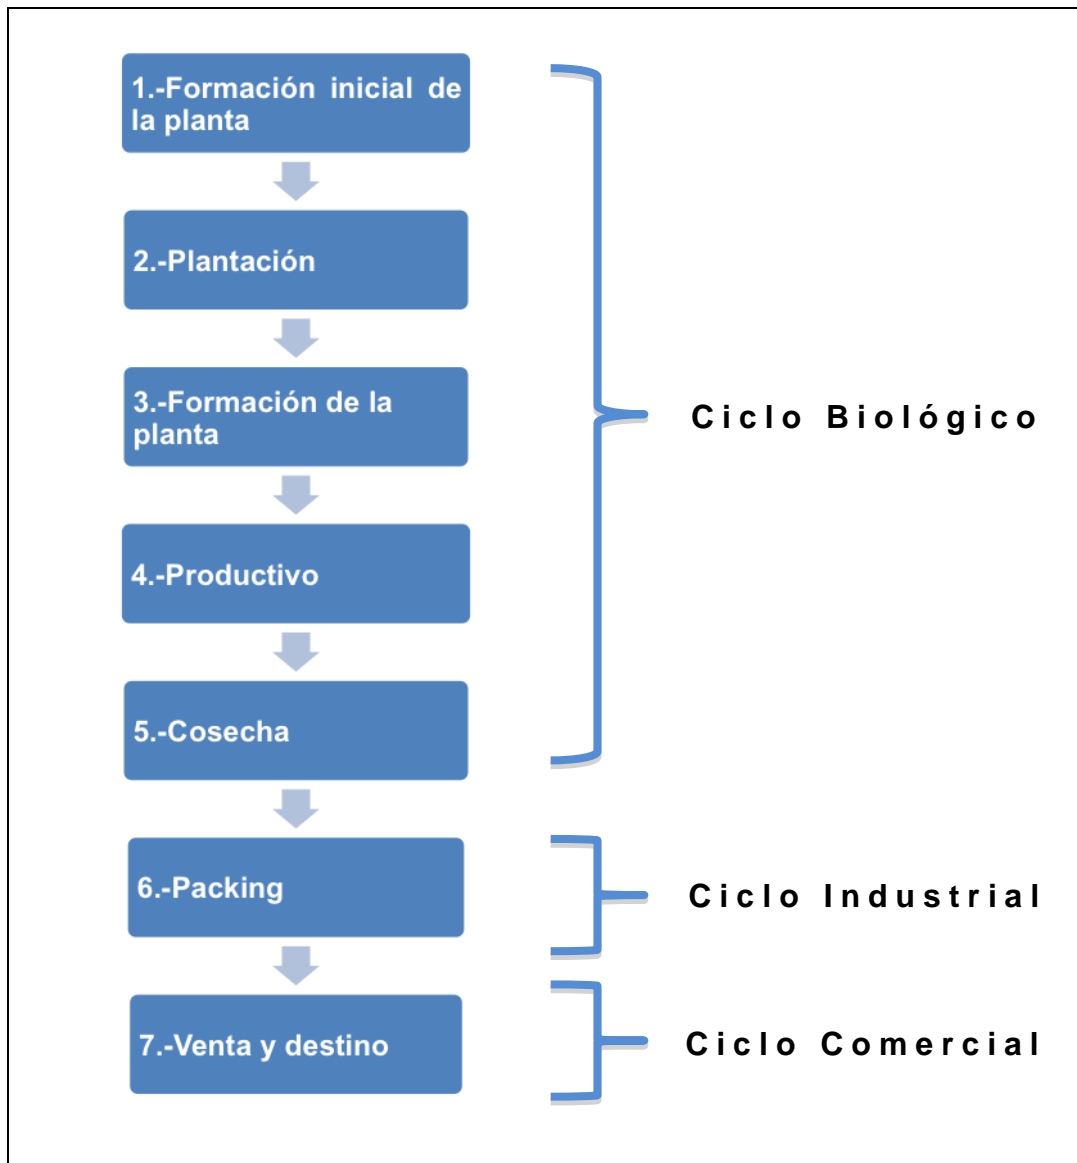 1.-Formación inicial de
la planta
2.-Plantación
3.-Formación de la
planta
4.-Productivo
5.-Cosecha
6.-Packing
7.-Venta y destino
Ciclo Biológico
Ciclo Industrial
Ciclo Comercial